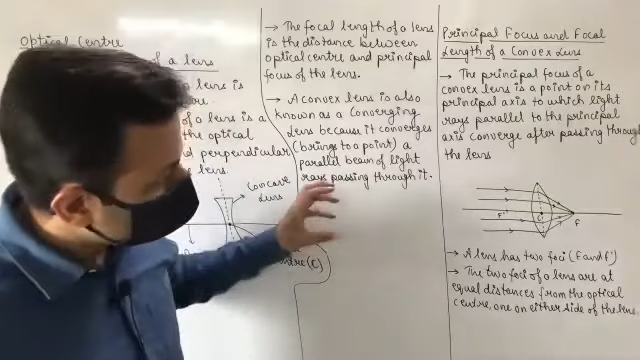 Optical Centre
of a lens
lens is
of a lens is a
the optical
nd perpendicular
e lens.
Concave
Lens
centre (C)
→ The focal length of a lens
is the distance between
optical centre and principal
focus of the lens.
→ A convex lens is also
known as a converging
lens because it converges
(brings to a point) a
parallel beam of light
rays passing through it.
Principal Focus and Focal
Length of a Convex Lens
→ The principal focus of a
convex lens is a point on its
principal axis to which light
rays parallel to the principal
axis converge after passing through
the lens
F'
C
F
→ A lens has two foci (F and F')
→ The two foci of a lens are at
equal distances from the optical
centre, one on either side of the lens